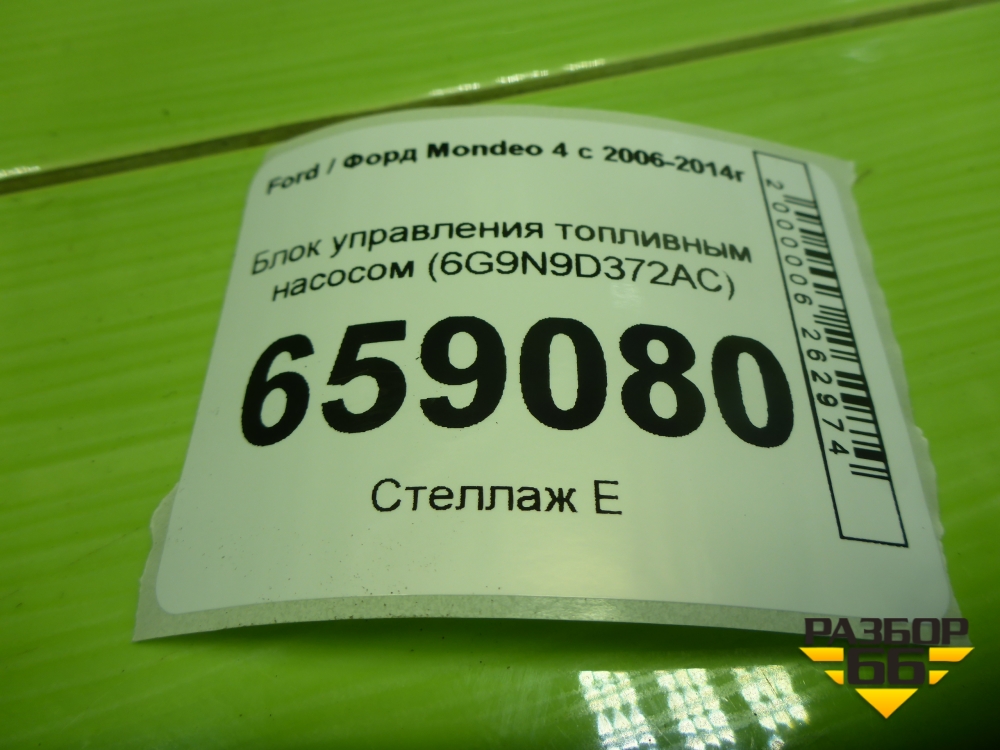 Ford / Форд Mondeo 4 с 2006-2014г
Блок управления топливным
насосом (6G9N9D372AC)
659080
Стеллаж Е
2000006262974
РАЗБОР
66